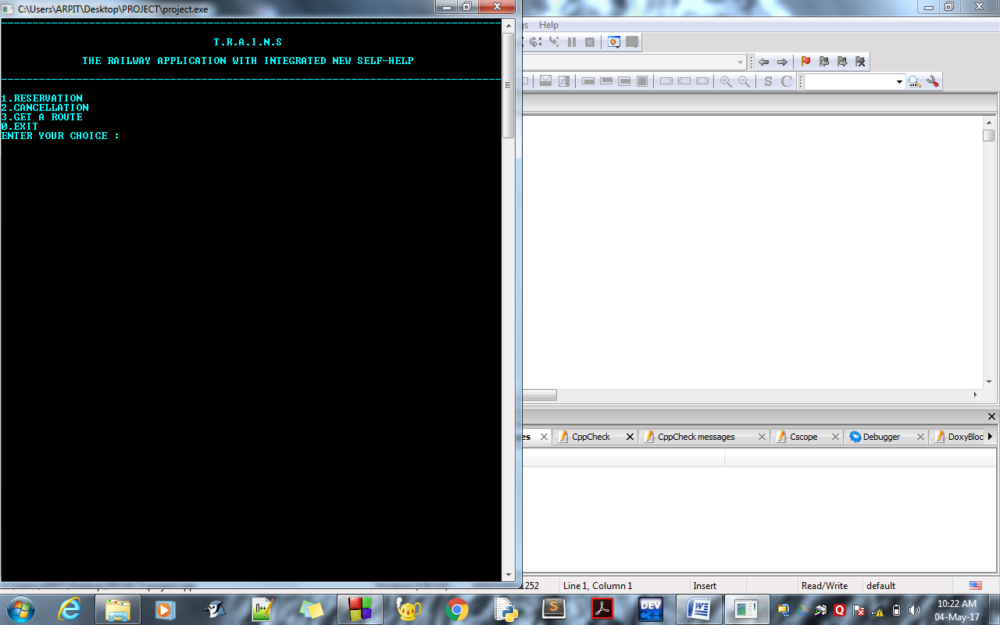 C:\Users\ARPIT\Desktop\PROJECT\project.exe
T.R.A.I.N.S
THE RAILWAY APPLICATION WITH INTEGRATED NEW SELF-HELP
1.RESERVATION
2.CANCELLATION
3.GET A ROUTE
0.EXIT
ENTER YOUR CHOICE :
Help
S C
CppCheck
CppCheck messages
Cscope
Debugger
DoxyBloc
1252
Line 1, Column 1
Insert
Read/Write
default
DEV
C++
10:22 AM
04-May-17